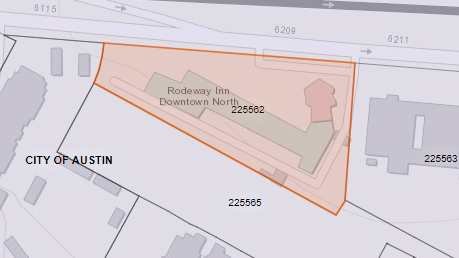 6115
6209
6211
Rodeway Inn
Downtown North
225562
CITY OF AUSTIN
225563
225565